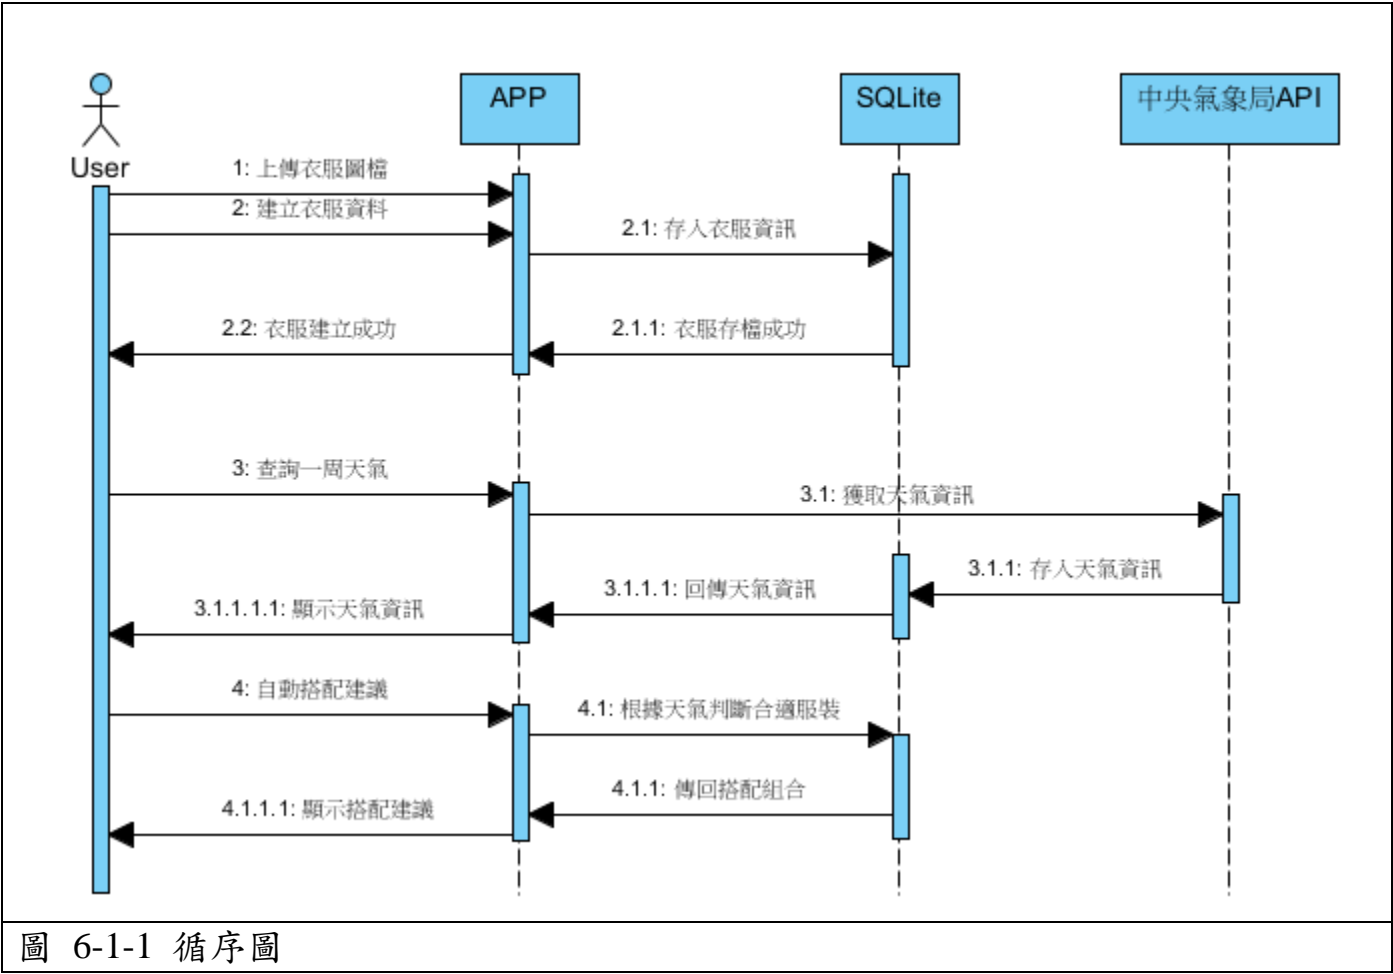 APP
SQLite
中央氣象局API
User
1: 上傳衣服圖檔
2: 建立衣服資料
2.1: 存入衣服資訊
2.2: 衣服建立成功
2.1.1: 衣服存檔成功
3: 查詢一周天氣
3.1: 獲取天氣資訊
3.1.1: 存入天氣資訊
3.1.1.1: 回傳天氣資訊
3.1.1.1.1: 顯示天氣資訊
4: 自動搭配建議
4.1: 根據天氣判斷合適服裝
4.1.1: 傳回搭配組合
4.1.1.1: 顯示搭配建議
圖 6-1-1 循序圖